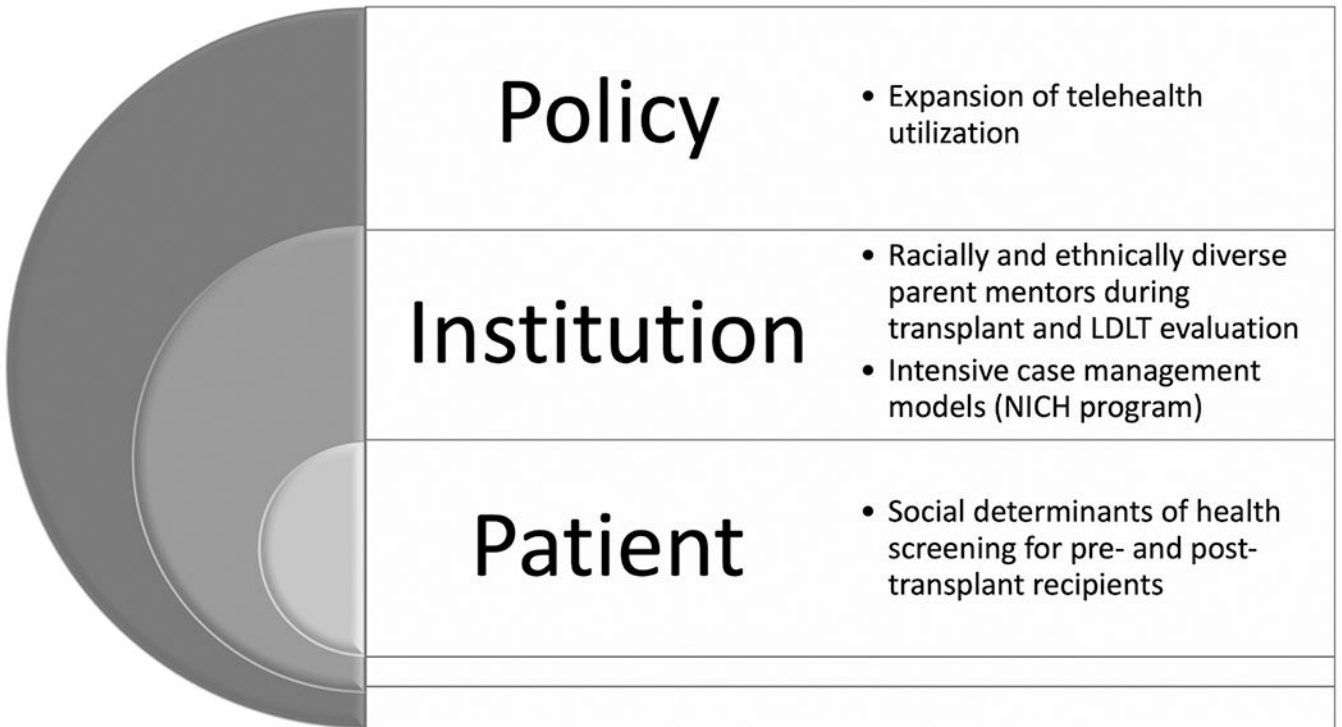 Policy
• Expansion of telehealth
utilization
Institution
• Racially and ethnically diverse
parent mentors during
transplant and LDLT evaluation
• Intensive case management
models (NICH program)
Patient
• Social determinants of health
screening for pre- and post-
transplant recipients